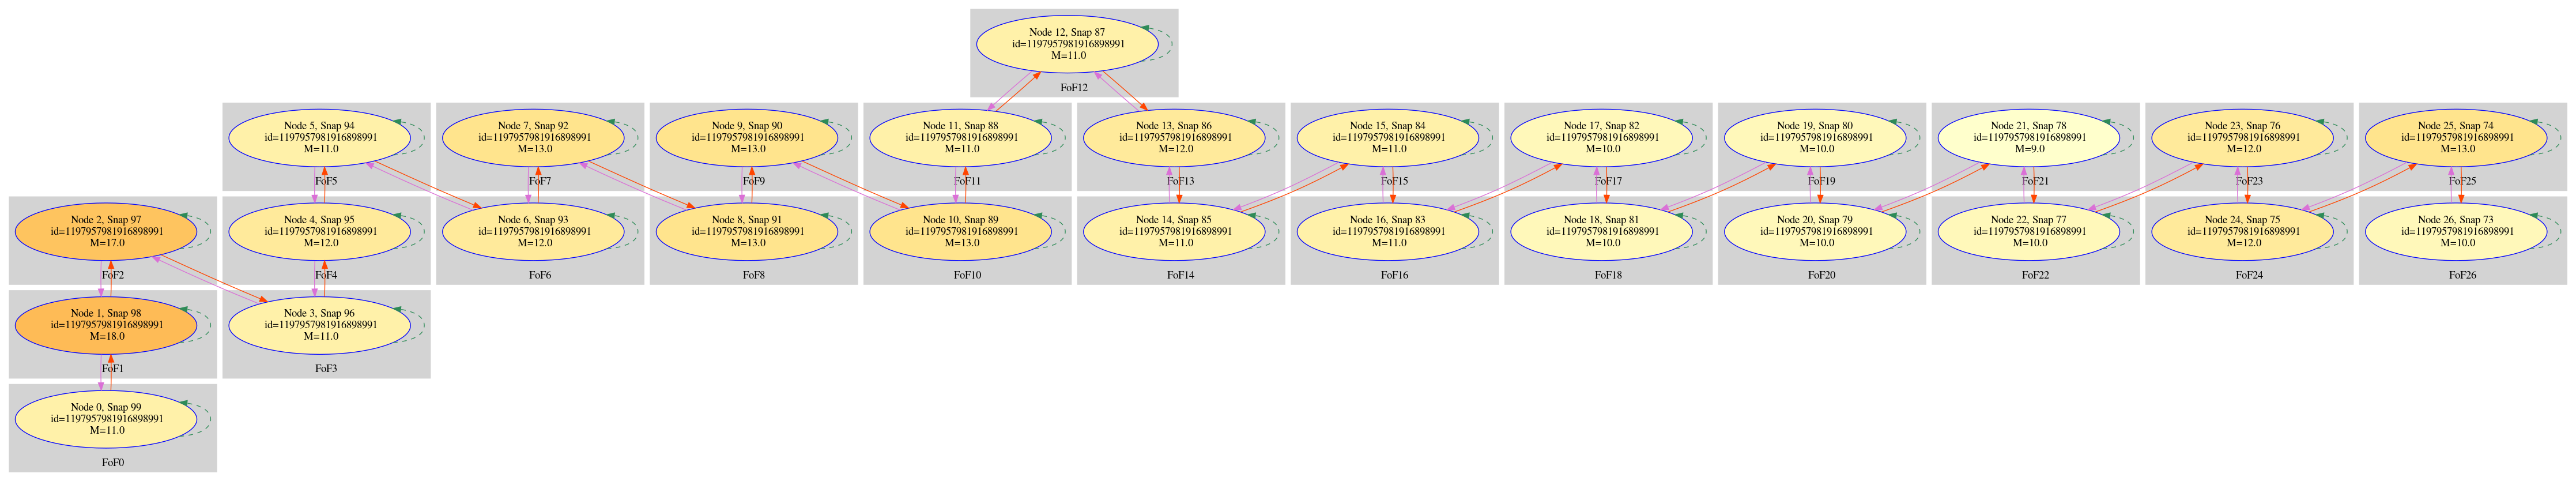 Node 12, Snap 87
id=1197957981916898991
M=11.0
FoF12
Node 5, Snap 94
id=1197957981916898991
M=11.0
FoF5
Node 7, Snap 92
id=1197957981916898991
M=13.0
FoF7
Node 9, Snap 90
id=1197957981916898991
M=13.0
FoF9
Node 11, Snap 88
id=1197957981916898991
M=11.0
FoF11
Node 13, Snap 86
id=1197957981916898991
M=12.0
FoF13
Node 15, Snap 84
id=1197957981916898991
M=11.0
FoF15
Node 17, Snap 82
id=1197957981916898991
M=10.0
FoF17
Node 19, Snap 80
id=1197957981916898991
M=10.0
FoF19
Node 21, Snap 78
id=1197957981916898991
M=9.0
FoF21
Node 23, Snap 76
id=1197957981916898991
M=12.0
FoF23
Node 25, Snap 74
id=1197957981916898991
M=13.0
FoF25
Node 2, Snap 97
id=1197957981916898991
M=17.0
FoF2
Node 4, Snap 95
id=1197957981916898991
M=12.0
FoF4
Node 6, Snap 93
id=1197957981916898991
M=12.0
FoF6
Node 8, Snap 91
id=1197957981916898991
M=13.0
FoF8
Node 10, Snap 89
id=1197957981916898991
M=13.0
FoF10
Node 14, Snap 85
id=1197957981916898991
M=11.0
FoF14
Node 16, Snap 83
id=1197957981916898991
M=11.0
FoF16
Node 18, Snap 81
id=1197957981916898991
M=10.0
FoF18
Node 20, Snap 79
id=1197957981916898991
M=10.0
FoF20
Node 22, Snap 77
id=1197957981916898991
M=10.0
FoF22
Node 24, Snap 75
id=1197957981916898991
M=12.0
FoF24
Node 26, Snap 73
id=1197957981916898991
M=10.0
FoF26
Node 1, Snap 98
id=1197957981916898991
M=18.0
FoF1
Node 3, Snap 96
id=1197957981916898991
M=11.0
FoF3
Node 0, Snap 99
id=1197957981916898991
M=11.0
FoF0